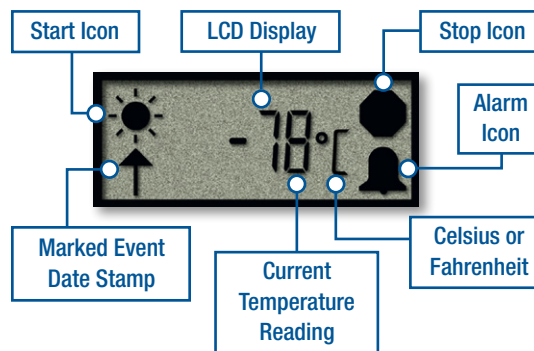 Start Icon
LCD Display
Stop Icon
Alarm
Icon
-78°C
Marked Event
Date Stamp
Current
Temperature
Reading
Celsius or
Fahrenheit